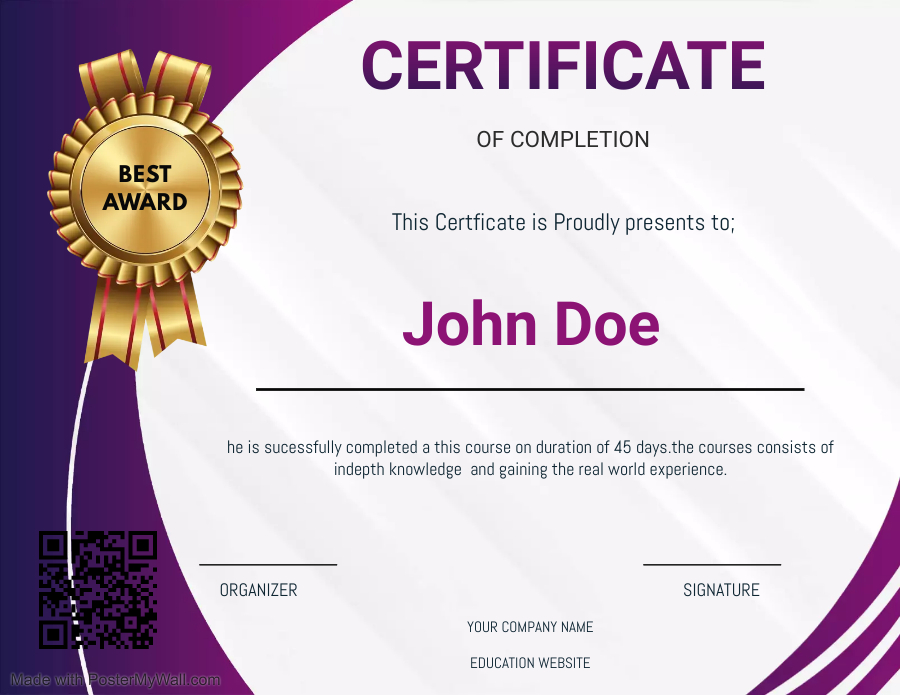 CERTIFICATE
OF COMPLETION
BEST
AWARD
This Certficate is Proudly presents to;
John Doe
he is sucessfully completed a this course on duration of 45 days.the courses consists of
indepth knowledge  and gaining the real world experience.
ORGANIZER
SIGNATURE
YOUR COMPANY NAME
EDUCATION WEBSITE
Made with PosterMyWall.com